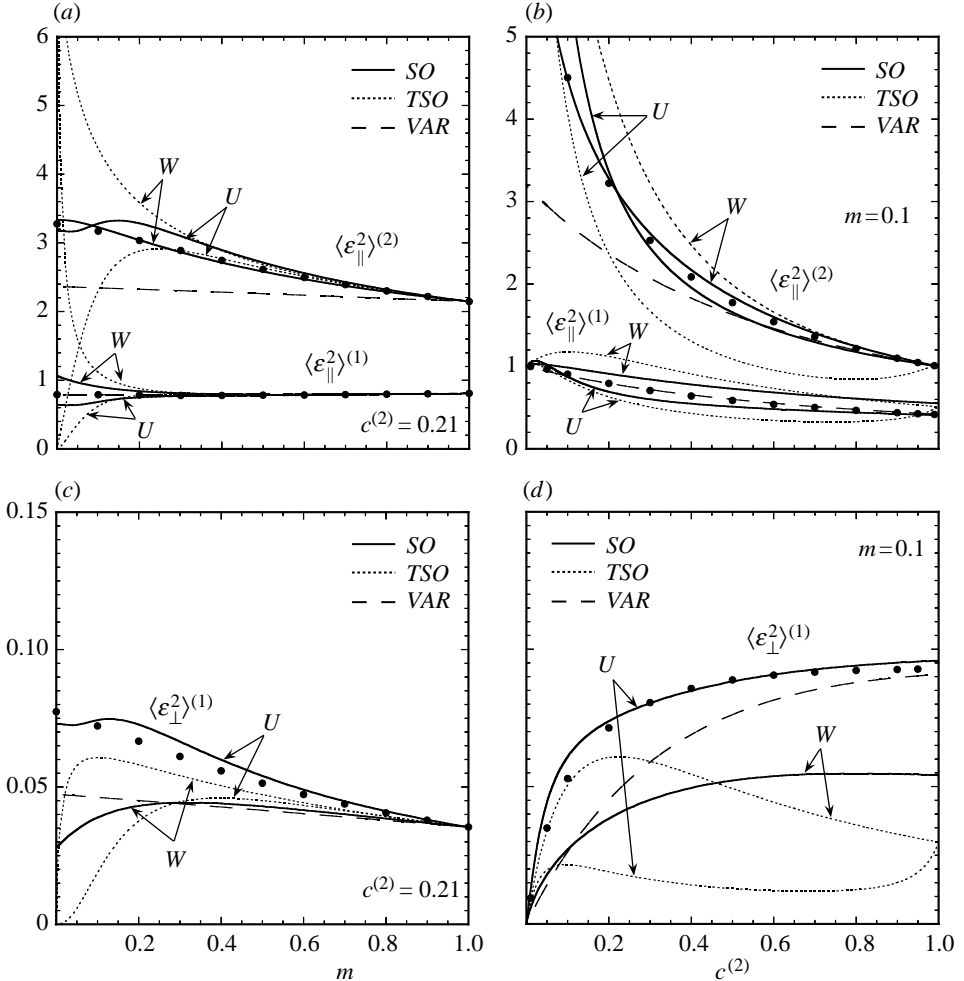 (a)
6
5
4
3
2
1
0
SO
TSO
VAR
W
U
⟨ε∥²⟩⁽²⁾
W
⟨ε∥²⟩⁽¹⁾
U
c⁽²⁾ = 0.21
(b)
5
4
3
2
1
0
SO
TSO
VAR
U
W
m = 0.1
⟨ε∥²⟩⁽²⁾
⟨ε∥²⟩⁽¹⁾
W
U
(c)
0.15
0.10
0.05
0
SO
TSO
VAR
⟨ε⊥²⟩⁽¹⁾
U
W
c⁽²⁾ = 0.21
0.2 0.4 0.6 0.8 1.0
m
(d)
SO
TSO
VAR
m = 0.1
⟨ε⊥²⟩⁽¹⁾
U
W
0.2 0.4 0.6 0.8 1.0
c⁽²⁾